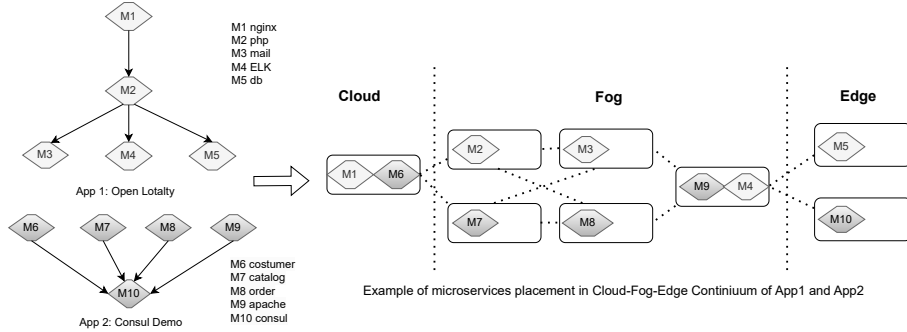 M1
M1 nginx
M2 php
M3 mail
M4 ELK
M5 db
M2
M3
M4
M5
App 1: Open Lotalty
M6
M7
M8
M9
M10
M6 costumer
M7 catalog
M8 order
M9 apache
M10 consul
App 2: Consul Demo
Cloud
Fog
Edge
M1
M6
M2
M3
M7
M8
M9
M4
M5
M10
Example of microservices placement in Cloud-Fog-Edge Continiuum of App1 and App2